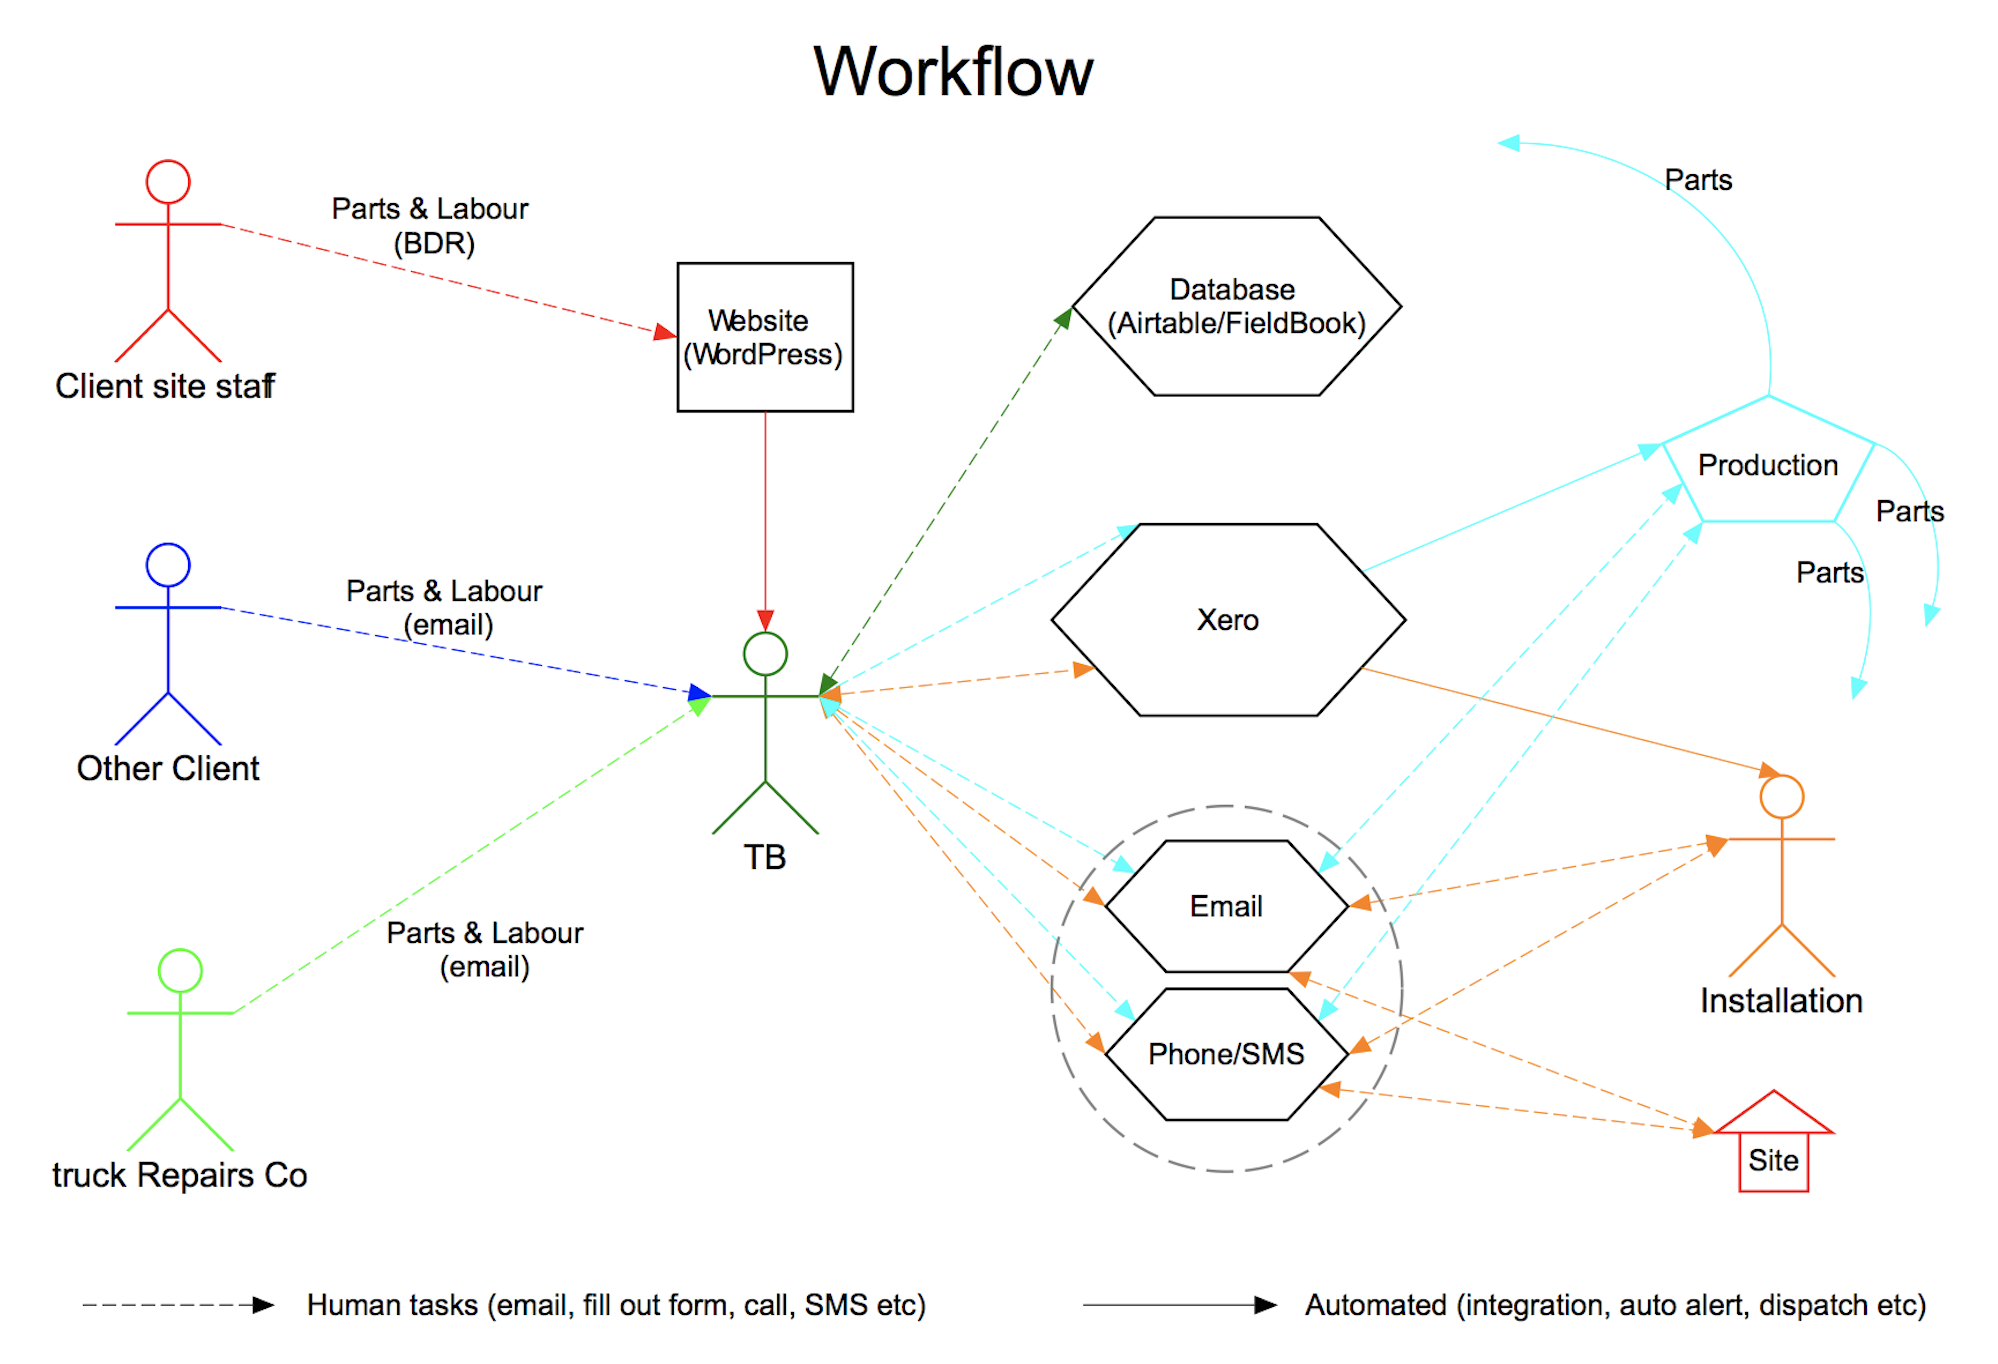 Workflow
Parts
Parts & Labour
(BDR)
Database
(Airtable/FieldBook)
Website
(WordPress)
Client site staff
Production
Parts
Parts
Parts & Labour
(email)
Xero
Other Client
TB
Email
Parts & Labour
(email)
Installation
Phone/SMS
Site
truck Repairs Co
Human tasks (email, fill out form, call, SMS etc)
Automated (integration, auto alert, dispatch etc)